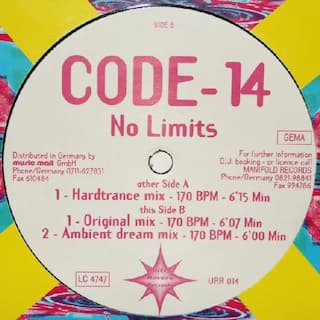 SIDE B
CODE-14
No Limits
GEMA
Distributed in Germany by
music mail GmbH
Phone/Germany 0711-627831
Fax 610484
For further information
D.J. booking - or licence call
MANIFOLD RECORDS
Phone/Germany 0821-98841
Fax 994786
other Side A
1 - Hardtrance mix - 170 BPM - 6'15 Min
this Side B
1 - Original mix - 170 BPM - 6'07 Min
2 - Ambient dream mix - 170 BPM - 6'00 Min
LC 4747
Records
URR 014